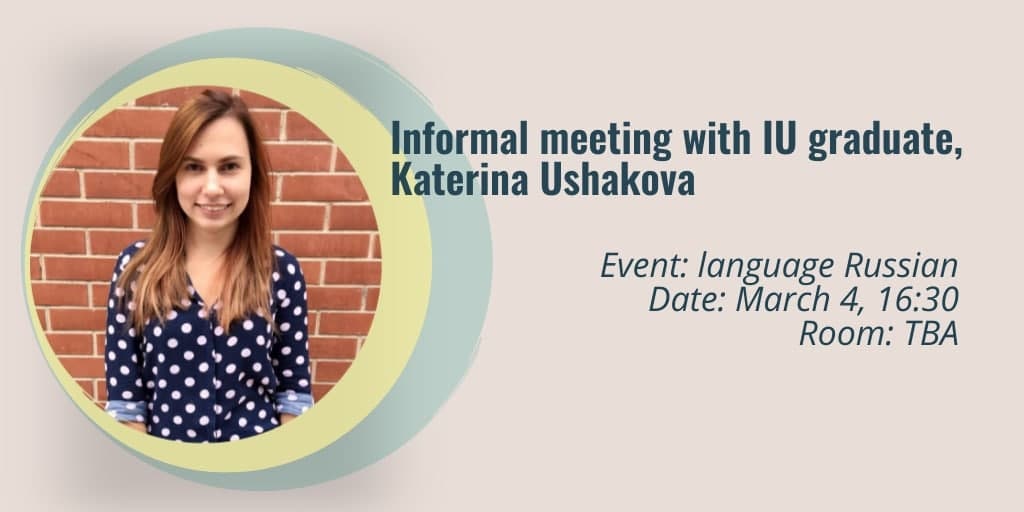 Informal meeting with IU graduate,
Katerina Ushakova
Event: language Russian
Date: March 4, 16:30
Room: TBA